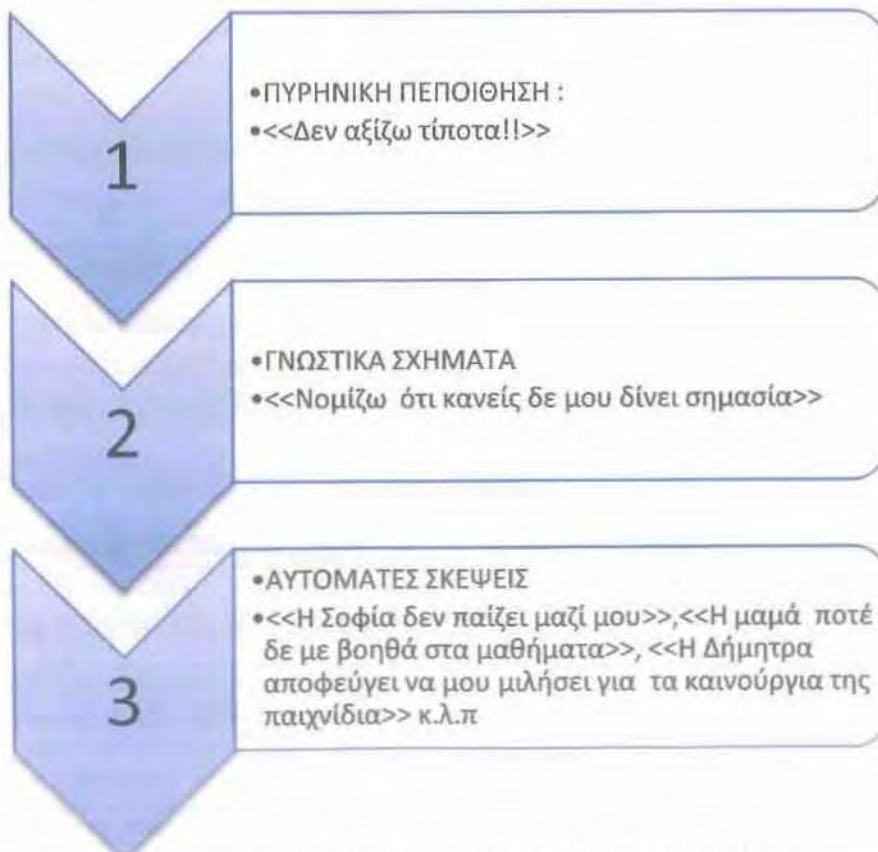 1
•ΠΥΡΗΝΙΚΗ ΠΕΠΟΙΘΗΣΗ :
•<<Δεν αξίζω τίποτα!!>>
2
•ΓΝΩΣΤΙΚΑ ΣΧΗΜΑΤΑ
•<<Νομίζω ότι κανείς δε μου δίνει σημασία>>
3
•ΑΥΤΟΜΑΤΕΣ ΣΚΕΨΕΙΣ
•<<Η Σοφία δεν παίζει μαζί μου>>,<<Η μαμά ποτέ
δε με βοηθά στα μαθήματα>>, <<Η Δήμητρα
αποφεύγει να μου μιλήσει για τα καινούργια της
παιχνίδια>> κ.λ.π